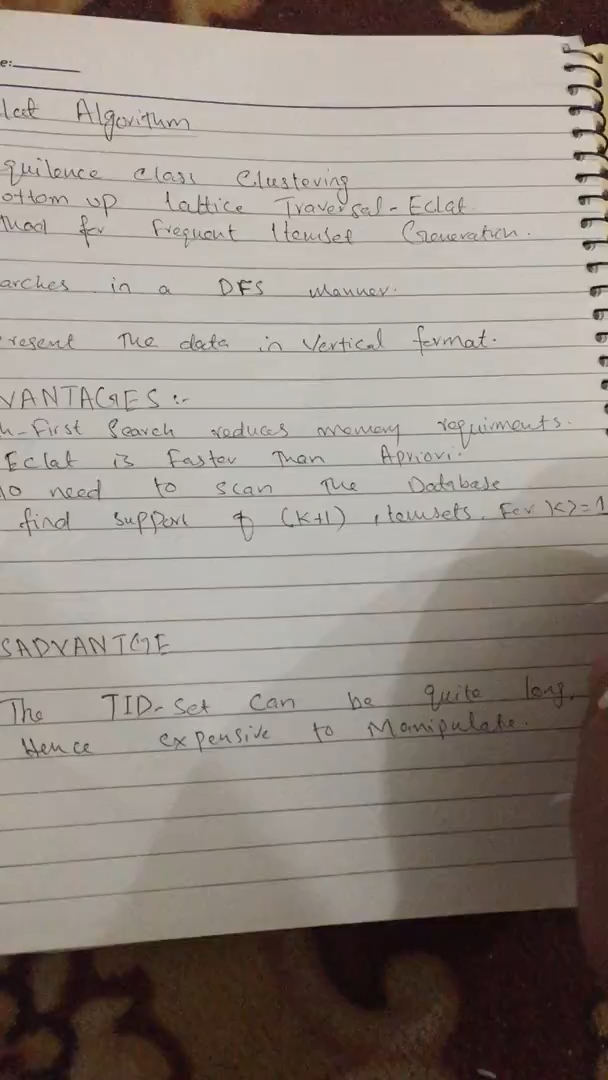 e:
lat Algorithm
quilence class Clustering
ottom up lattice Traversal-Eclat
thod for frequent Itemset Generation.
arches in a DFS manner.
resent The data in vertical format.
VANTAGES :-
h-First Search reduces memory requirments.
Eclat is Faster Than Apriori.
lo need to scan The Database
find support of (K+1) itemsets. For K>=1
SADVANTGE
The TID-Set can be quite long,
Hence expensive to Manipulate.